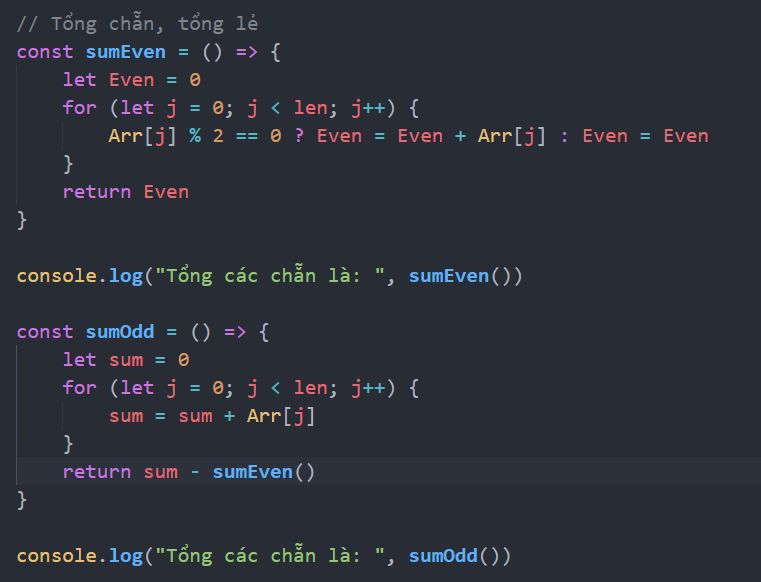 // Tổng chẵn, tổng lẻ
const sumEven = () => {
    let Even = 0
    for (let j = 0; j < len; j++) {
        Arr[j] % 2 == 0 ? Even = Even + Arr[j] : Even = Even
    }
    return Even
}
console.log("Tổng các chẵn là: ", sumEven())
const sumOdd = () => {
    let sum = 0
    for (let j = 0; j < len; j++) {
        sum = sum + Arr[j]
    }
    return sum - sumEven()
}
console.log("Tổng các chẵn là: ", sumOdd())